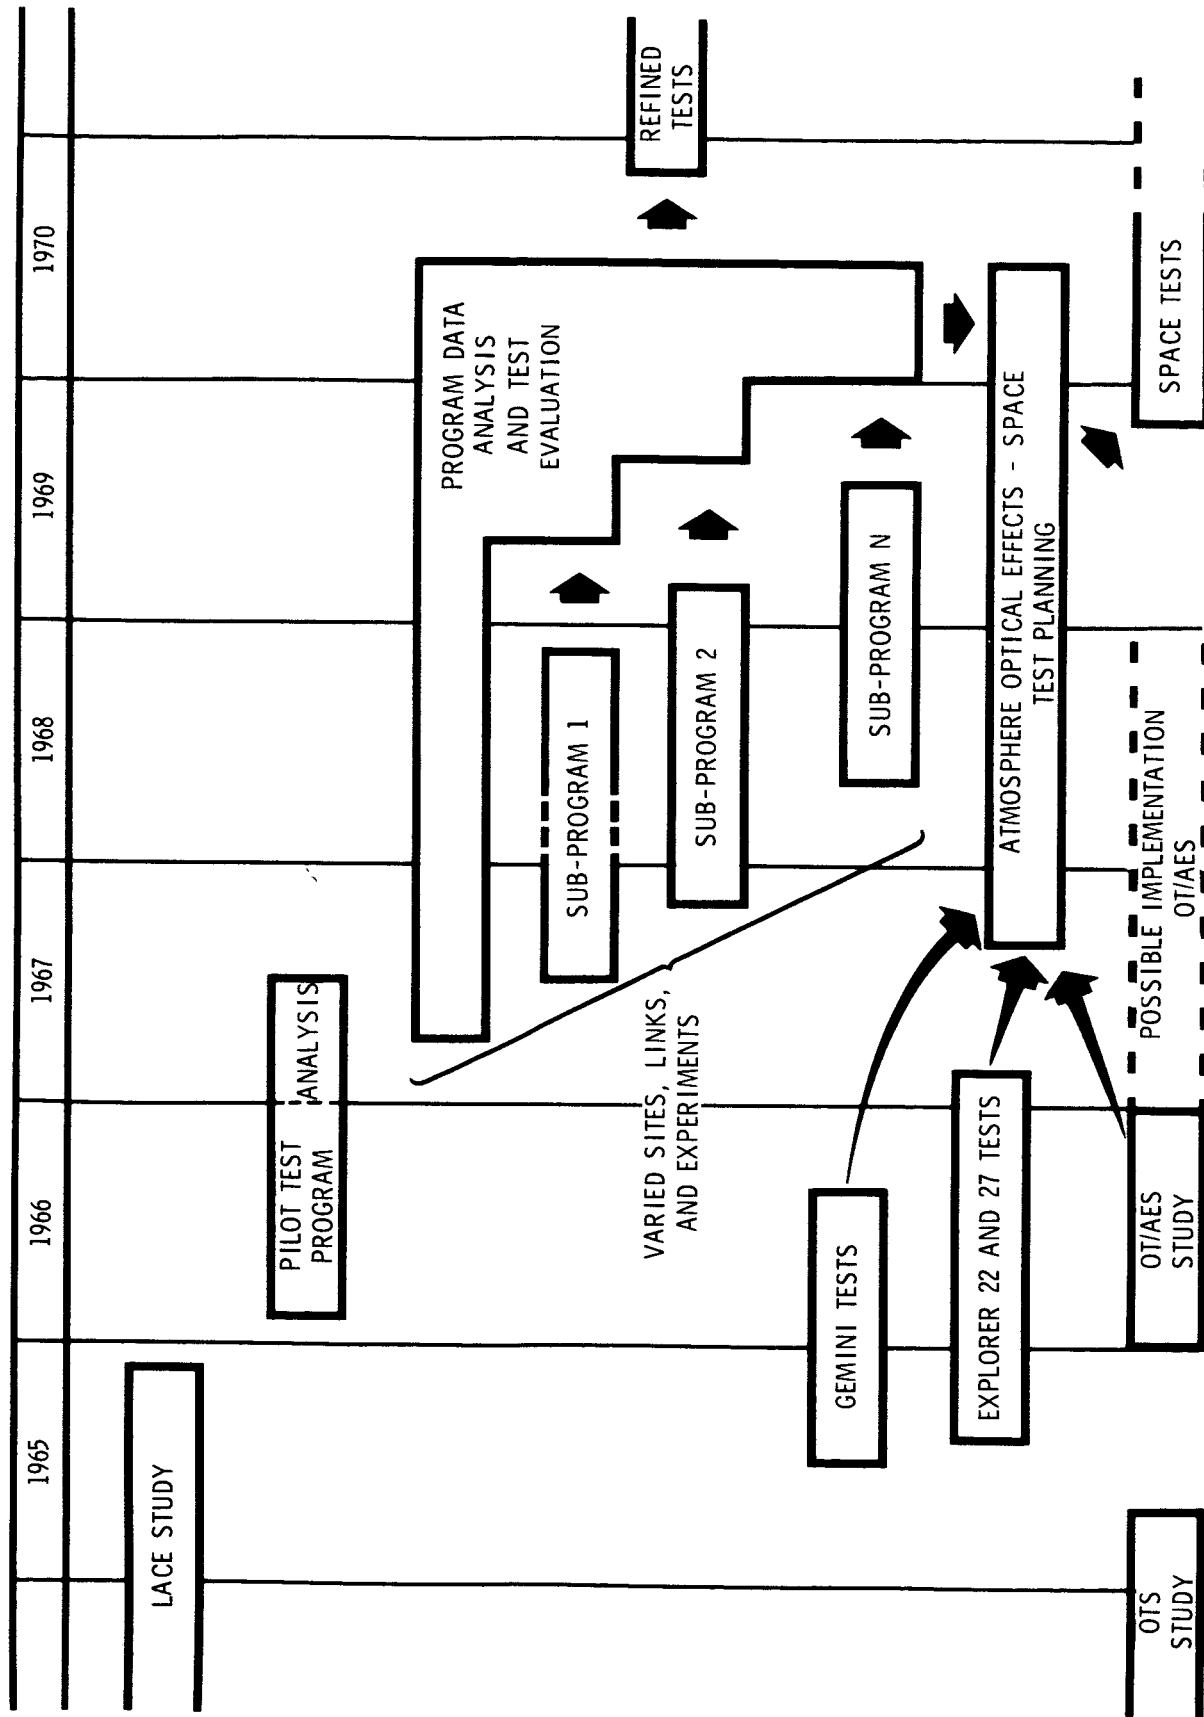 1965 1966 1967 1968 1969 1970
LACE STUDY
PILOT TEST
PROGRAM
ANALYSIS
PROGRAM DATA
ANALYSIS
AND TEST
EVALUATION
SUB-PROGRAM 1
REFINED
TESTS
SUB-PROGRAM 2
VARIED SITES, LINKS,
AND EXPERIMENTS
SUB-PROGRAM N
GEMINI TESTS
EXPLORER 22 AND 27 TESTS
ATMOSPHERE OPTICAL EFFECTS - SPACE
TEST PLANNING
OTS
STUDY
OT/AES
STUDY
POSSIBLE IMPLEMENTATION
OT/AES
SPACE TESTS